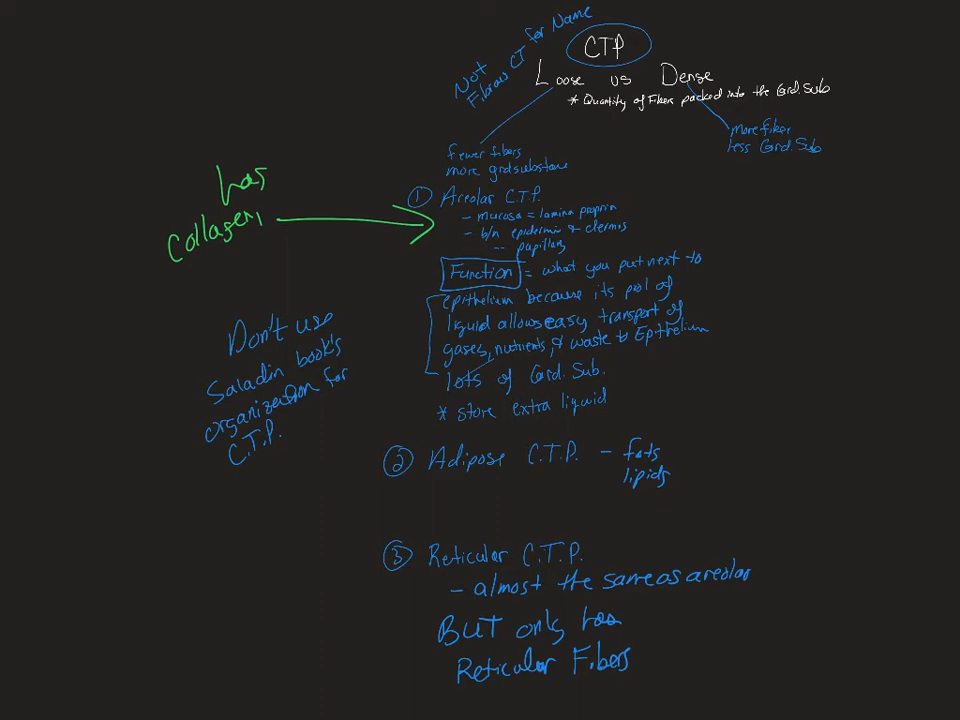 Not
Fibrous CT for Name
CTP
Loose vs Dense
* Quantity of Fibers packed into the Grd. Sub
more fiber
less Grd. Sub
fewer fibers
more grd substance
① Areolar C.T.P.
- mucosa = lamina propria
- b/n epidermis & dermis
-- papillary
has
collagen,
Function = what you put next to
epithelium because its pool of
liquid allows easy transport of
gases, nutrients, & waste to Epithelium
lots of Grd. Sub.
* store extra liquid
Don't use
Saladin book's
organization for
C.T.P.
② Adipose C.T.P. - fats
lipids
③ Reticular C.T.P.
- almost the same as areolar
BUT only has
Reticular Fibers